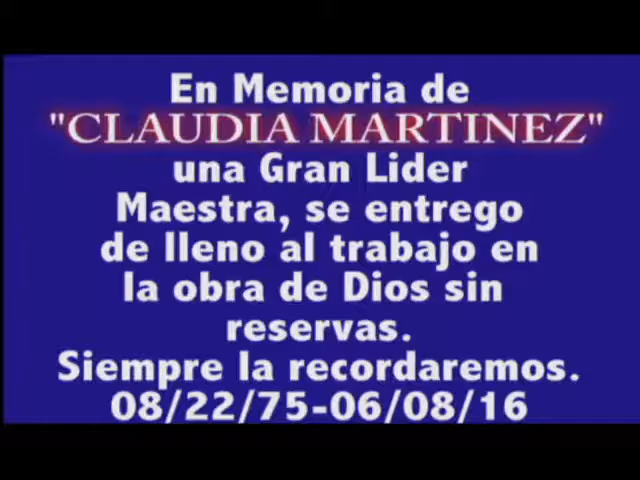 En Memoria de
"CLAUDIA MARTINEZ"
una Gran Lider
Maestra, se entrego
de lleno al trabajo en
la obra de Dios sin
reservas.
Siempre la recordaremos.
08/22/75-06/08/16